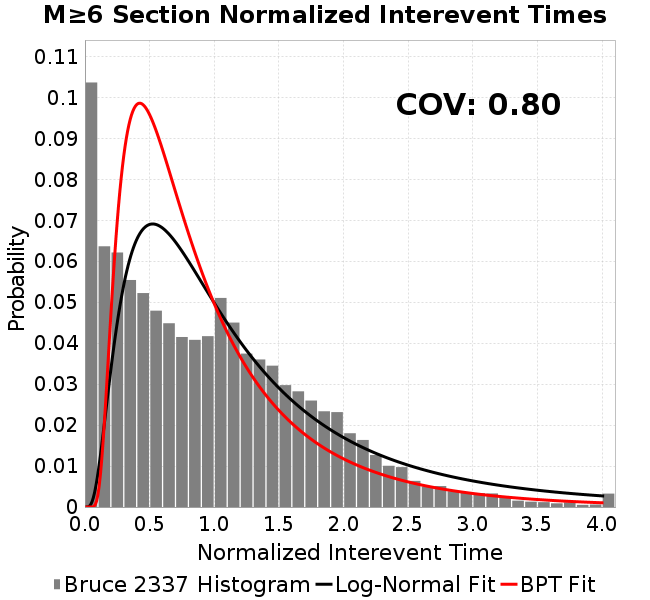 M≥6 Section Normalized Interevent Times
COV: 0.80
Probability
0.11
0.1
0.09
0.08
0.07
0.06
0.05
0.04
0.03
0.02
0.01
0
0.0 0.5 1.0 1.5 2.0 2.5 3.0 3.5 4.0
Normalized Interevent Time
Bruce 2337 Histogram Log-Normal Fit BPT Fit